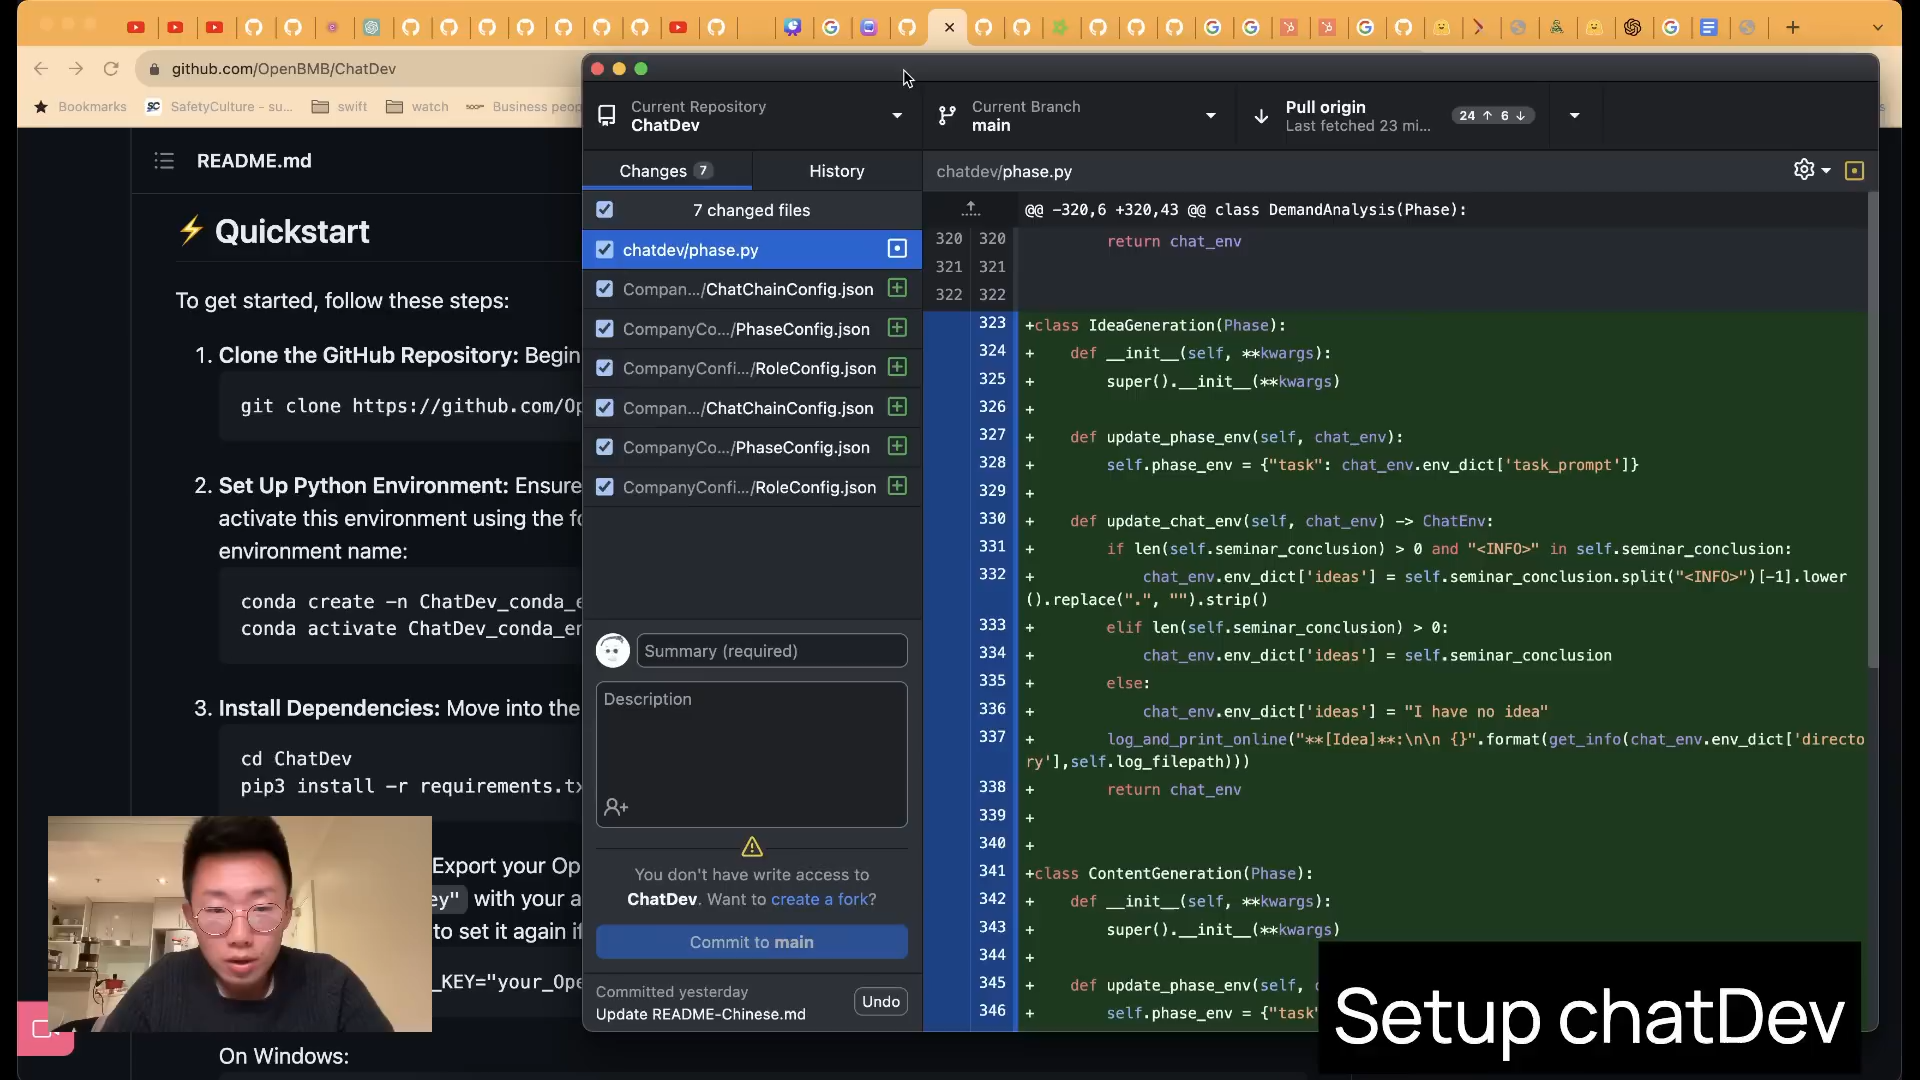 github.com/OpenBMB/ChatDev
Bookmarks
SafetyCulture - su...
swift
watch
Business peop
README.md
⚡ Quickstart
To get started, follow these steps:
1. Clone the GitHub Repository: Begin
git clone https://github.com/Op
2. Set Up Python Environment: Ensure
activate this environment using the fo
environment name:
conda create -n ChatDev_conda_e
conda activate ChatDev_conda_en
3. Install Dependencies: Move into the
cd ChatDev
pip3 install -r requirements.tx
Export your Op
ey" with your a
to set it again if
_KEY="your_Ope
On Windows:
Current Repository
ChatDev
Current Branch
main
Pull origin
Last fetched 23 mi...
24 ↑ 6 ↓
Changes 7
History
7 changed files
chatdev/phase.py
Compan.../ChatChainConfig.json
CompanyCo.../PhaseConfig.json
CompanyConfi.../RoleConfig.json
Compan.../ChatChainConfig.json
CompanyCo.../PhaseConfig.json
CompanyConfi.../RoleConfig.json
Summary (required)
Description
You don't have write access to
ChatDev. Want to create a fork?
Commit to main
Committed yesterday
Update README-Chinese.md
Undo
chatdev/phase.py
@@ -320,6 +320,43 @@ class DemandAnalysis(Phase):
320 320 return chat_env
321 321
322 322
323 +class IdeaGeneration(Phase):
324 + def __init__(self, **kwargs):
325 + super().__init__(**kwargs)
326 +
327 + def update_phase_env(self, chat_env):
328 + self.phase_env = {"task": chat_env.env_dict['task_prompt']}
329 +
330 + def update_chat_env(self, chat_env) -> ChatEnv:
331 + if len(self.seminar_conclusion) > 0 and "<INFO>" in self.seminar_conclusion:
332 + chat_env.env_dict['ideas'] = self.seminar_conclusion.split("<INFO>")[-1].lower
().replace(".", "").strip()
333 + elif len(self.seminar_conclusion) > 0:
334 + chat_env.env_dict['ideas'] = self.seminar_conclusion
335 + else:
336 + chat_env.env_dict['ideas'] = "I have no idea"
337 + log_and_print_online("**[Idea]**:\n\n {}".format(get_info(chat_env.env_dict['directo
ry'],self.log_filepath)))
338 + return chat_env
339 +
340 +
341 +class ContentGeneration(Phase):
342 + def __init__(self, **kwargs):
343 + super().__init__(**kwargs)
344 +
345 + def update_phase_env(self,
346 + self.phase_env = {"task"
Setup chatDev